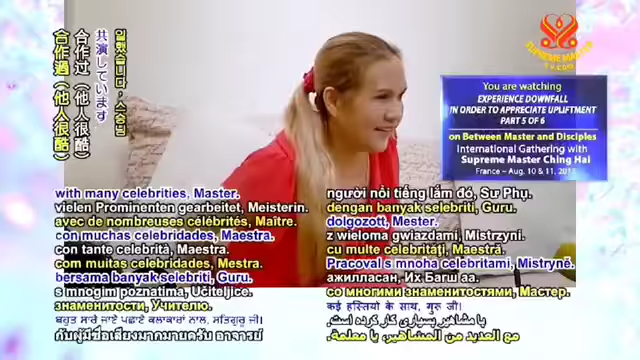 일했습니다, 스승님
共演しています
合作过（他人很酷）
合作過（他人很酷）
SUPREME MASTER
TV.COM
You are watching
EXPERIENCE DOWNFALL
IN ORDER TO APPRECIATE UPLIFTMENT
PART 5 OF 6
on Between Master and Disciples
International Gathering with
Supreme Master Ching Hai
France – Aug. 10 & 11,
with many celebrities, Master.
vielen Prominenten gearbeitet, Meisterin.
avec de nombreuses célébrités, Maître.
con muchas celebridades, Maestra.
con tante celebrità, Maestra.
com muitas celebridades, Mestra.
bersama banyak selebriti, Guru.
s mnogim poznatima, Učiteljice.
знаменитости, Учителю.
ਬਹੁਤ ਸਾਰੇ ਜਾਣੇ ਪਛਾਣੇ ਕਲਾਕਾਰਾਂ ਨਾਲ, ਸਤਿਗੁਰੂ ਜੀ।
กับผู้มีชื่อเสียงมากมายครับ อาจารย์
người nổi tiếng lắm đó, Sư Phụ.
dengan banyak selebriti, Guru.
dolgozott, Mester.
z wieloma gwiazdami, Mistrzyni.
cu multe celebrităţi, Maestră.
Pracoval s mnoha celebritami, Mistryně.
ажилласан, Их Багш аа.
со многими знаменитостями, Мастер.
कई हस्तियों के साथ, गुरु जी।
با مشاهیر بسیاری کار کرده است.
مع العديد من المشاهير، يا معلمة.